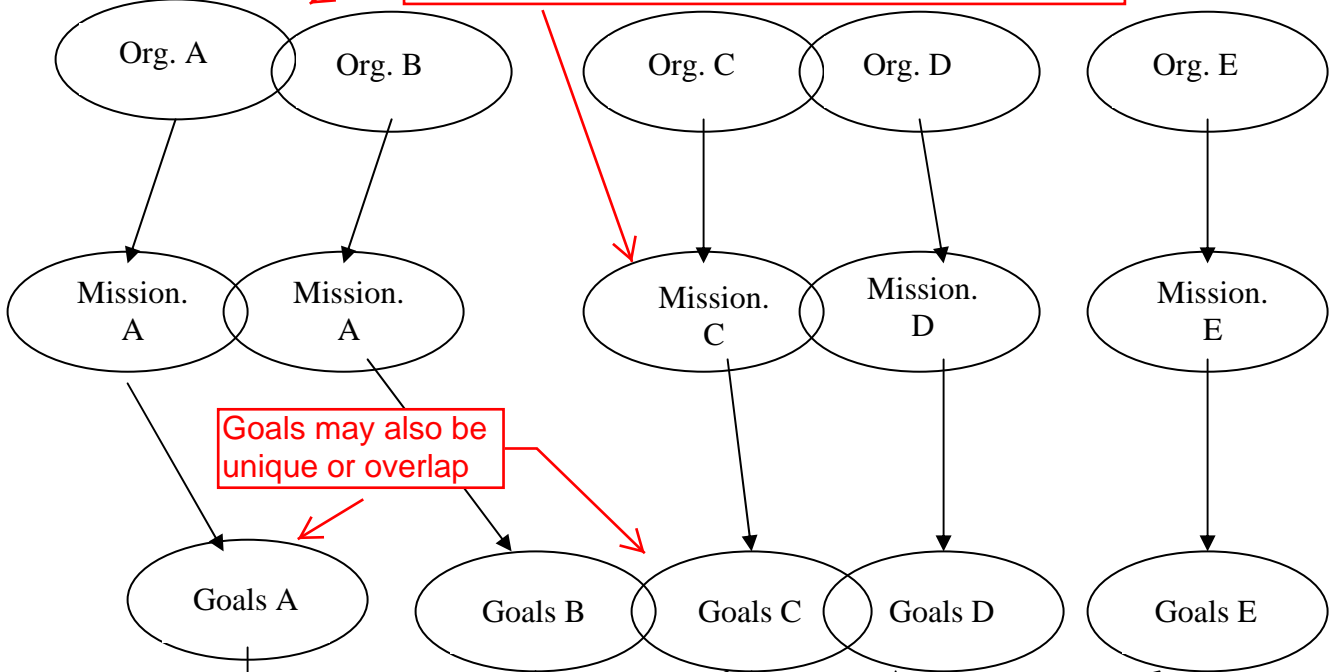 Org. A
Org. B
Org. C
Org. D
Org. E
Mission.
A
Mission.
A
Mission.
C
Mission.
D
Mission.
E
Goals may also be
unique or overlap
Goals A
Goals B
Goals C
Goals D
Goals E